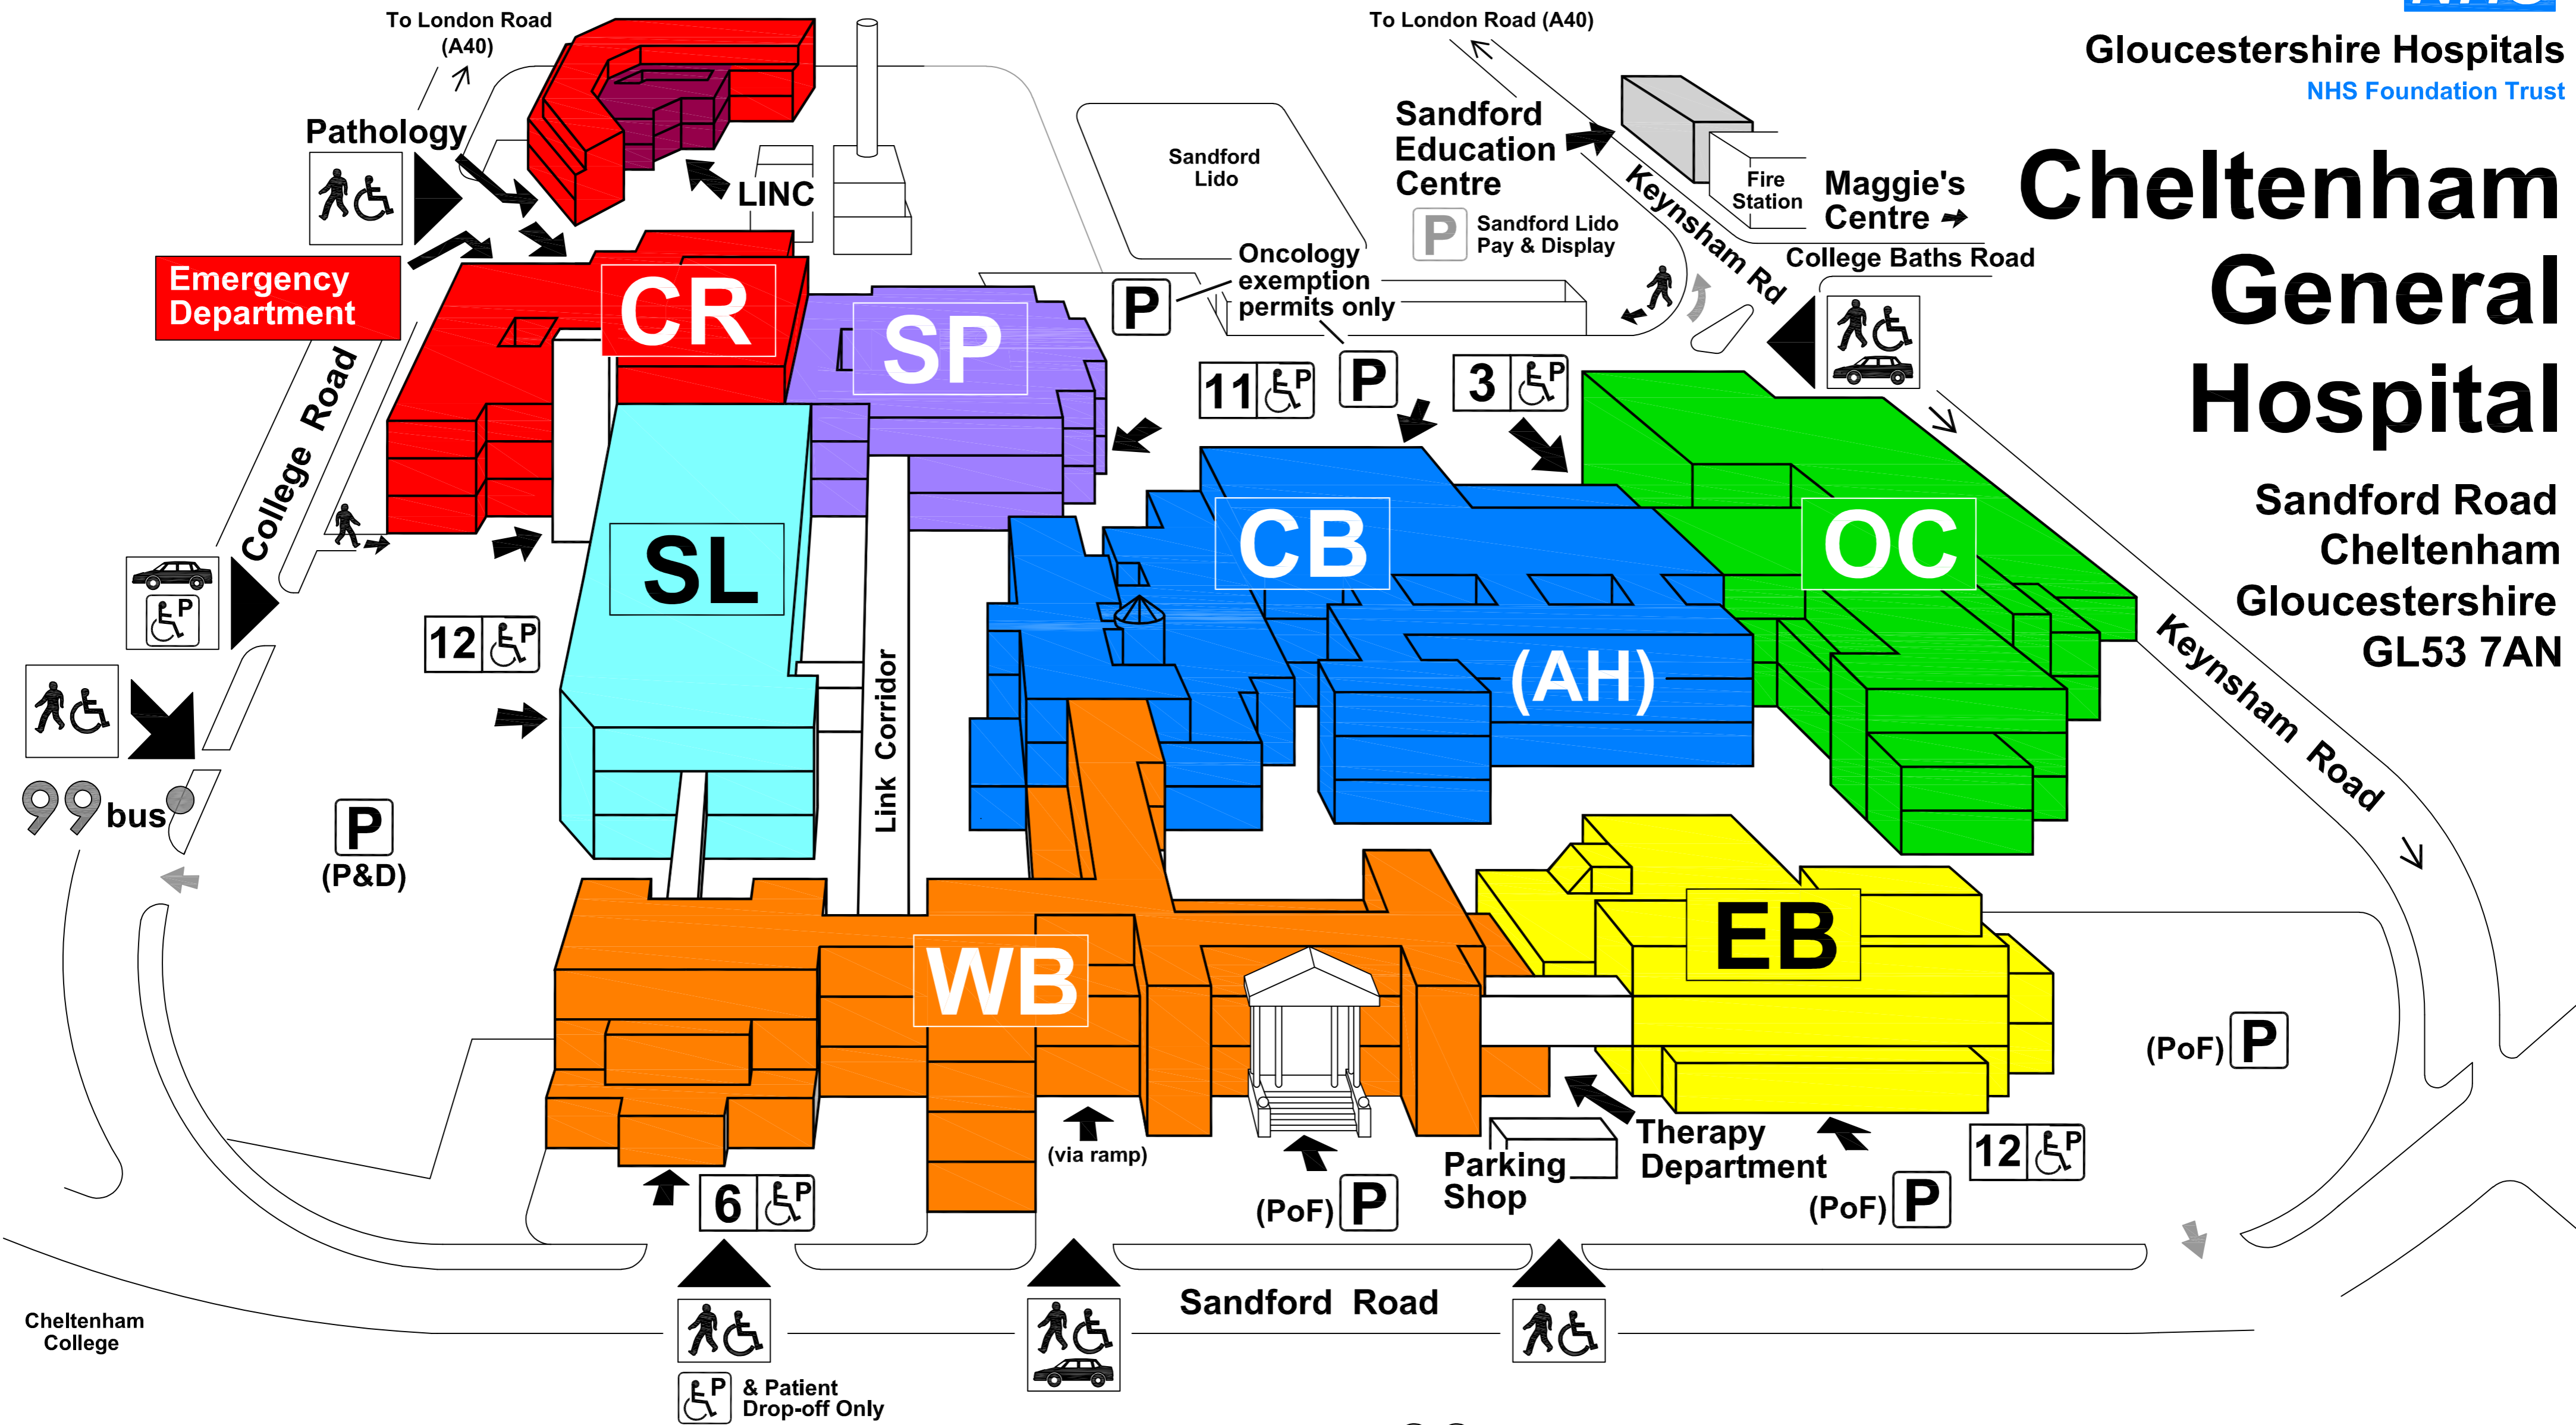 NHS
Gloucestershire Hospitals
NHS Foundation Trust
Cheltenham
General
Hospital
Sandford Road
Cheltenham
Gloucestershire
GL53 7AN
To London Road
(A40)
To London Road (A40)
Pathology
LINC
Emergency
Department
Sandford
Lido
Sandford
Education
Centre
P
Sandford Lido
Pay & Display
Fire
Station
Maggie's
Centre
Keynsham Rd
College Baths Road
Oncology
exemption
permits only
P
P
11 P
3 P
CR
SP
SL
CB
(AH)
OC
WB
EB
College Road
P
12 P
99 bus
P
(P&D)
Link Corridor
Keynsham Road
(PoF) P
12 P
(via ramp)
6 P
(PoF) P
Parking
Shop
Therapy
Department
(PoF) P
Sandford Road
Cheltenham
College
P & Patient
Drop-off Only